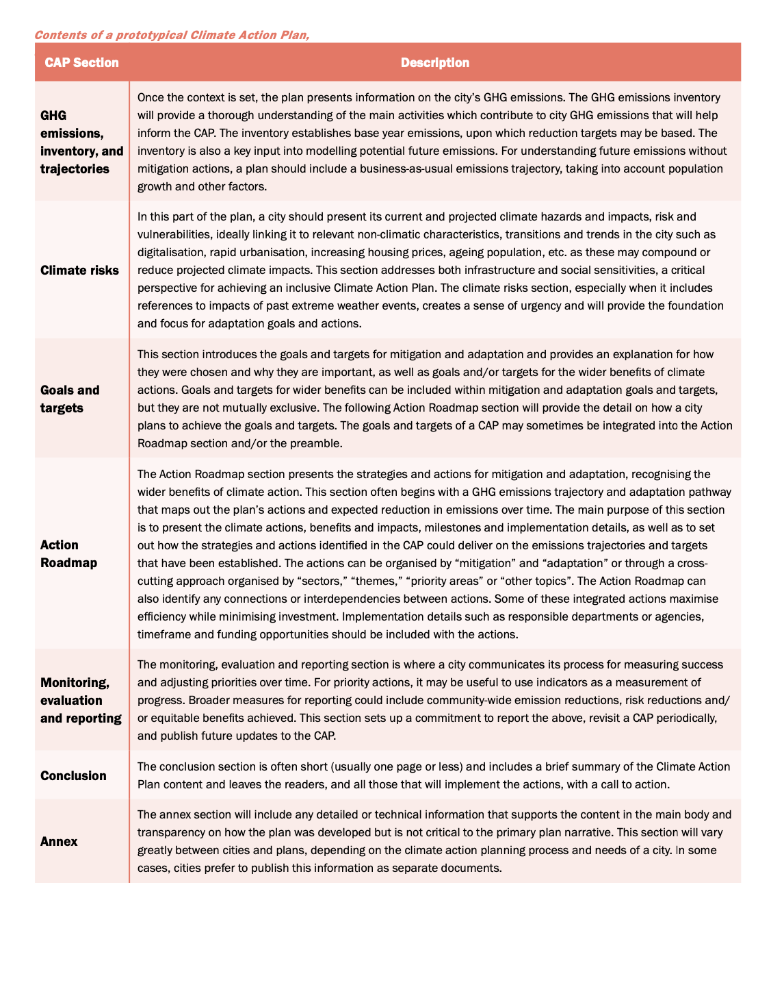 Contents of a prototypical Climate Action Plan,
CAP Section
Description
GHG
emissions,
inventory, and
trajectories
Once the context is set, the plan presents information on the city’s GHG emissions. The GHG emissions inventory
will provide a thorough understanding of the main activities which contribute to city GHG emissions that will help
inform the CAP. The inventory establishes base year emissions, upon which reduction targets may be based. The
inventory is also a key input into modelling potential future emissions. For understanding future emissions without
mitigation actions, a plan should include a business-as-usual emissions trajectory, taking into account population
growth and other factors.
Climate risks
In this part of the plan, a city should present its current and projected climate hazards and impacts, risk and
vulnerabilities, ideally linking it to relevant non-climatic characteristics, transitions and trends in the city such as
digitalisation, rapid urbanisation, increasing housing prices, ageing population, etc. as these may compound or
reduce projected climate impacts. This section addresses both infrastructure and social sensitivities, a critical
perspective for achieving an inclusive Climate Action Plan. The climate risks section, especially when it includes
references to impacts of past extreme weather events, creates a sense of urgency and will provide the foundation
and focus for adaptation goals and actions.
Goals and
targets
This section introduces the goals and targets for mitigation and adaptation and provides an explanation for how
they were chosen and why they are important, as well as goals and/or targets for the wider benefits of climate
actions. Goals and targets for wider benefits can be included within mitigation and adaptation goals and targets,
but they are not mutually exclusive. The following Action Roadmap section will provide the detail on how a city
plans to achieve the goals and targets. The goals and targets of a CAP may sometimes be integrated into the Action
Roadmap section and/or the preamble.
Action
Roadmap
The Action Roadmap section presents the strategies and actions for mitigation and adaptation, recognising the
wider benefits of climate action. This section often begins with a GHG emissions trajectory and adaptation pathway
that maps out the plan’s actions and expected reduction in emissions over time. The main purpose of this section
is to present the climate actions, benefits and impacts, milestones and implementation details, as well as to set
out how the strategies and actions identified in the CAP could deliver on the emissions trajectories and targets
that have been established. The actions can be organised by “mitigation” and “adaptation” or through a cross-
cutting approach organised by “sectors,” “themes,” “priority areas” or “other topics”. The Action Roadmap can
also identify any connections or interdependencies between actions. Some of these integrated actions maximise
efficiency while minimising investment. Implementation details such as responsible departments or agencies,
timeframe and funding opportunities should be included with the actions.
Monitoring,
evaluation
and reporting
The monitoring, evaluation and reporting section is where a city communicates its process for measuring success
and adjusting priorities over time. For priority actions, it may be useful to use indicators as a measurement of
progress. Broader measures for reporting could include community-wide emission reductions, risk reductions and/
or equitable benefits achieved. This section sets up a commitment to report the above, revisit a CAP periodically,
and publish future updates to the CAP.
Conclusion
The conclusion section is often short (usually one page or less) and includes a brief summary of the Climate Action
Plan content and leaves the readers, and all those that will implement the actions, with a call to action.
Annex
The annex section will include any detailed or technical information that supports the content in the main body and
transparency on how the plan was developed but is not critical to the primary plan narrative. This section will vary
greatly between cities and plans, depending on the climate action planning process and needs of a city. In some
cases, cities prefer to publish this information as separate documents.